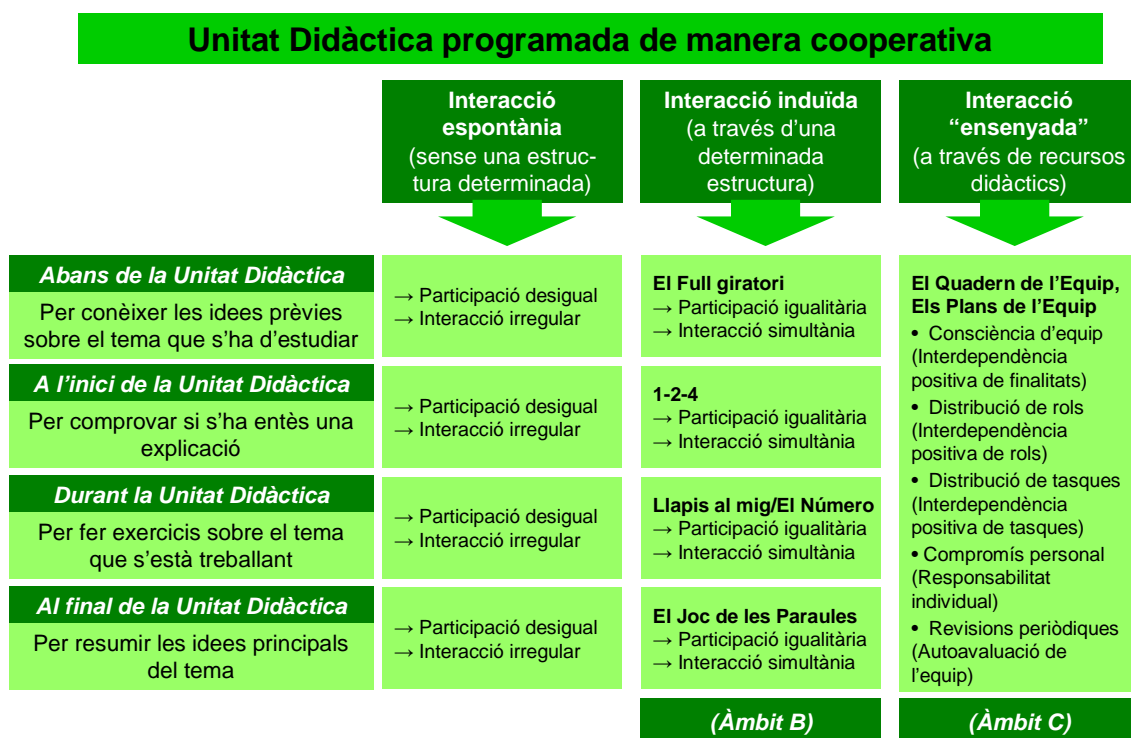 Unitat Didàctica programada de manera cooperativa
Interacció
espontània
(sense una estruc-
tura determinada)
Interacció induïda
(a través d’una
determinada
estructura)
Interacció
“ensenyada”
(a través de recursos
didàctics)
Abans de la Unitat Didàctica
Per conèixer les idees prèvies
sobre el tema que s’ha d’estudiar
→ Participació desigual
→ Interacció irregular
El Full giratori
→ Participació igualitària
→ Interacció simultània
A l’inici de la Unitat Didàctica
Per comprovar si s’ha entès una
explicació
→ Participació desigual
→ Interacció irregular
1-2-4
→ Participació igualitària
→ Interacció simultània
Durant la Unitat Didàctica
Per fer exercicis sobre el tema
que s’està treballant
→ Participació desigual
→ Interacció irregular
Llapis al mig/El Número
→ Participació igualitària
→ Interacció simultània
Al final de la Unitat Didàctica
Per resumir les idees principals
del tema
→ Participació desigual
→ Interacció irregular
El Joc de les Paraules
→ Participació igualitària
→ Interacció simultània
El Quadern de l’Equip,
Els Plans de l’Equip
• Consciència d’equip
(Interdependència
positiva de finalitats)
• Distribució de rols
(Interdependència
positiva de rols)
• Distribució de tasques
(Interdependència
positiva de tasques)
• Compromís personal
(Responsabilitat
individual)
• Revisions periòdiques
(Autoavaluació de
l’equip)
(Àmbit B)
(Àmbit C)